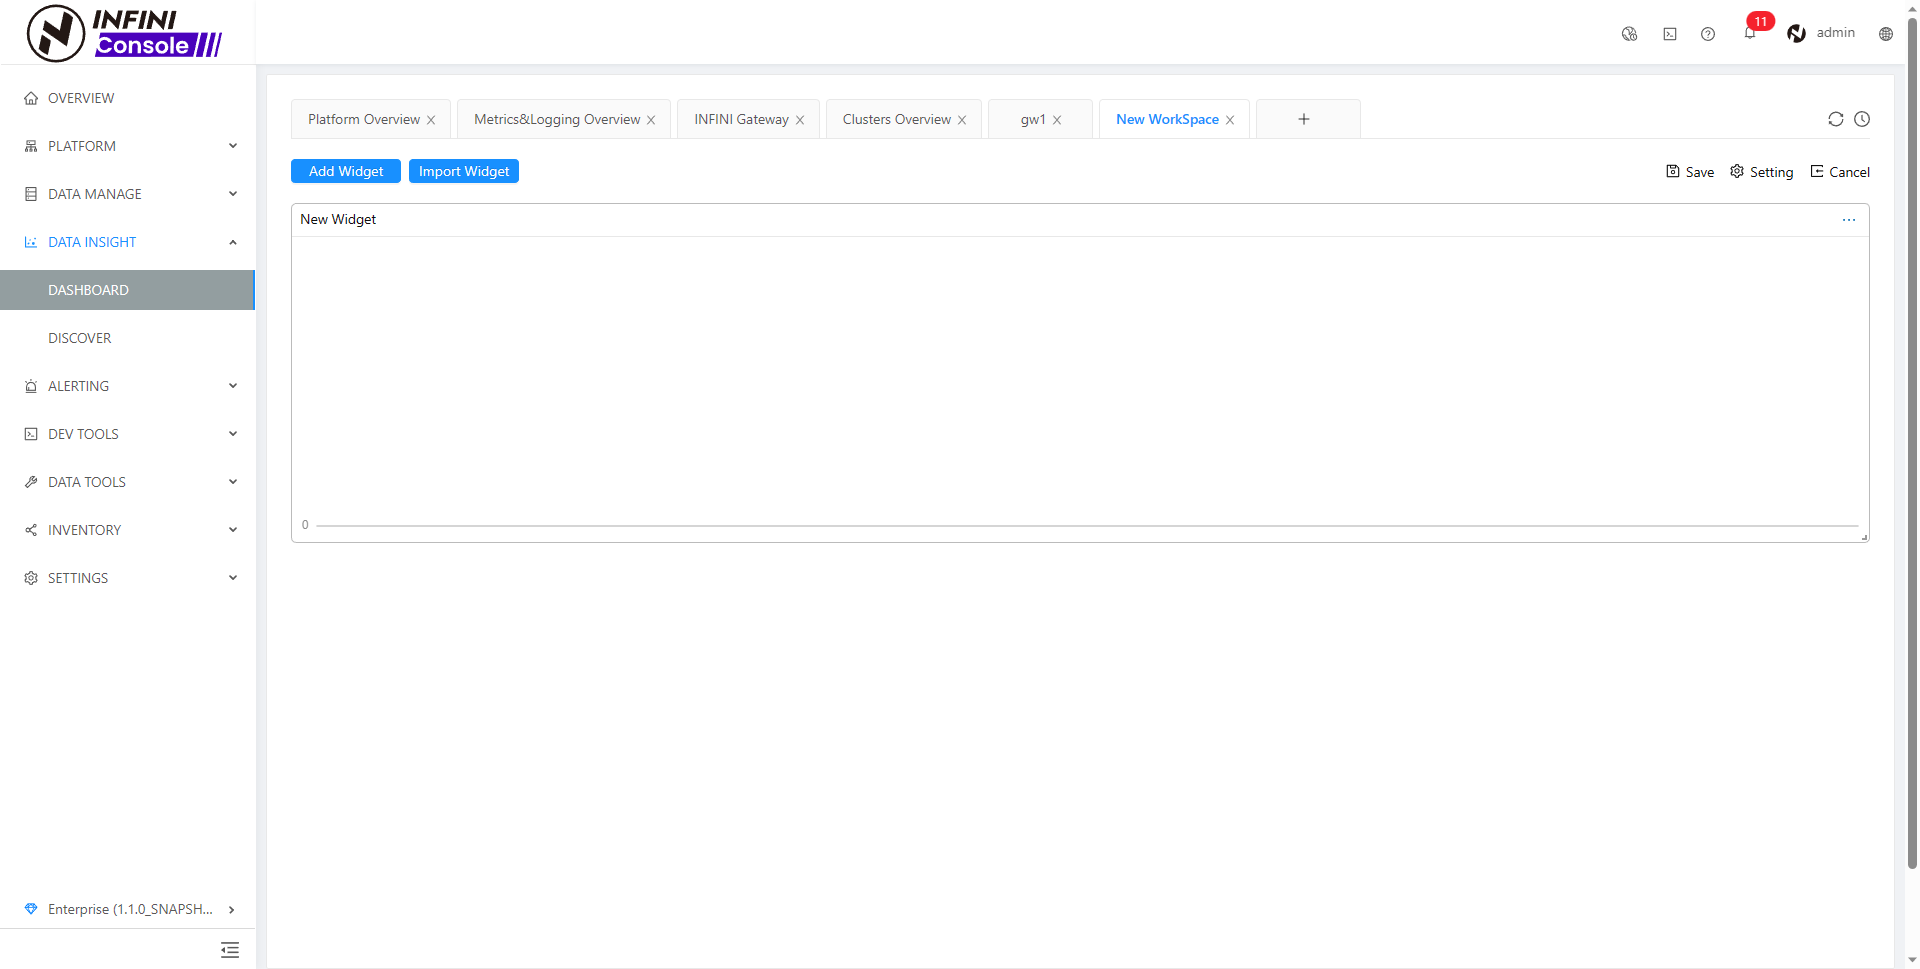 INFINI
Console
11
admin
OVERVIEW
PLATFORM
DATA MANAGE
DATA INSIGHT
DASHBOARD
DISCOVER
ALERTING
DEV TOOLS
DATA TOOLS
INVENTORY
SETTINGS
Enterprise (1.1.0_SNAPSH...
Platform Overview
Metrics&Logging Overview
INFINI Gateway
Clusters Overview
gw1
New WorkSpace
+
Add Widget
Import Widget
Save
Setting
Cancel
New Widget
0